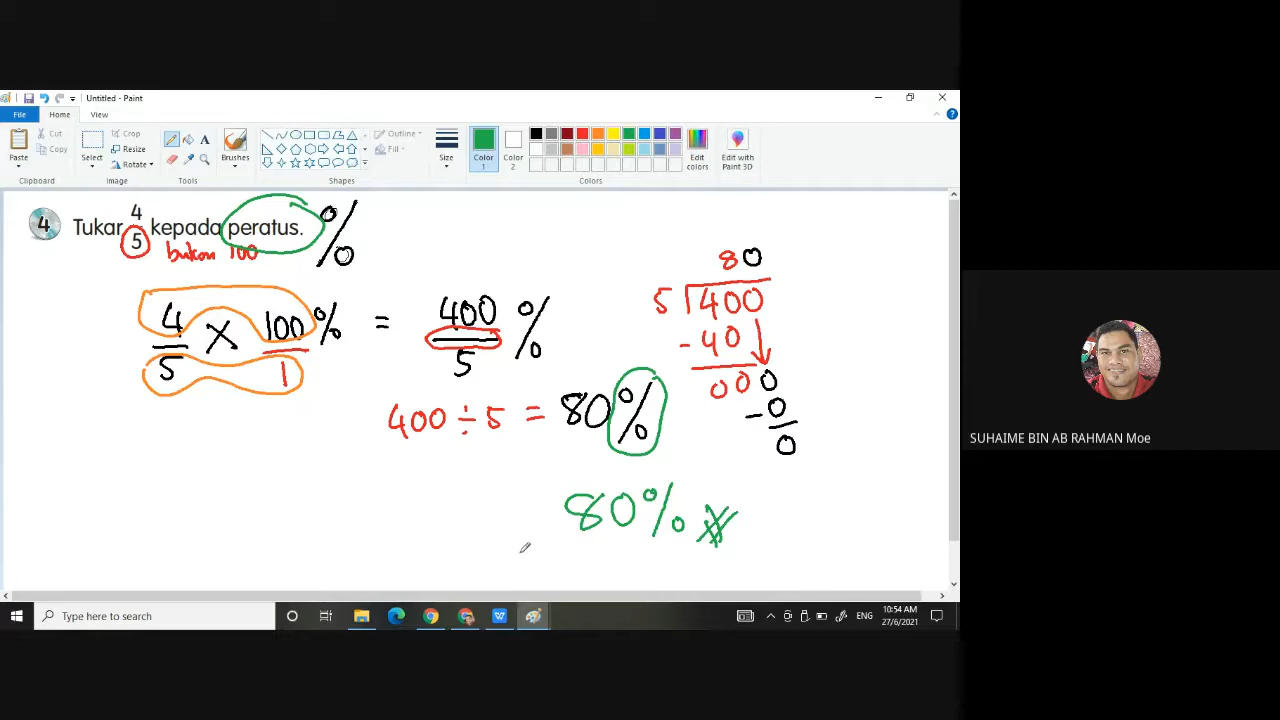 Untitled - Paint
File Home View
Paste Cut Copy Select Crop Resize Rotate Brushes Outline Fill Size Color 1 Color 2 Edit colors Edit with Paint 3D
Clipboard Image Tools Shapes Colors
4 Tukar 4/5 kepada peratus. %
bukan 100
4/5 × 100/1 % = 400/5 %
400 ÷ 5 = 80%
80%
80
5 400
- 40
000
- 0
0
SUHAIME BIN AB RAHMAN Moe
Type here to search
ENG
10:54 AM
27/6/2021